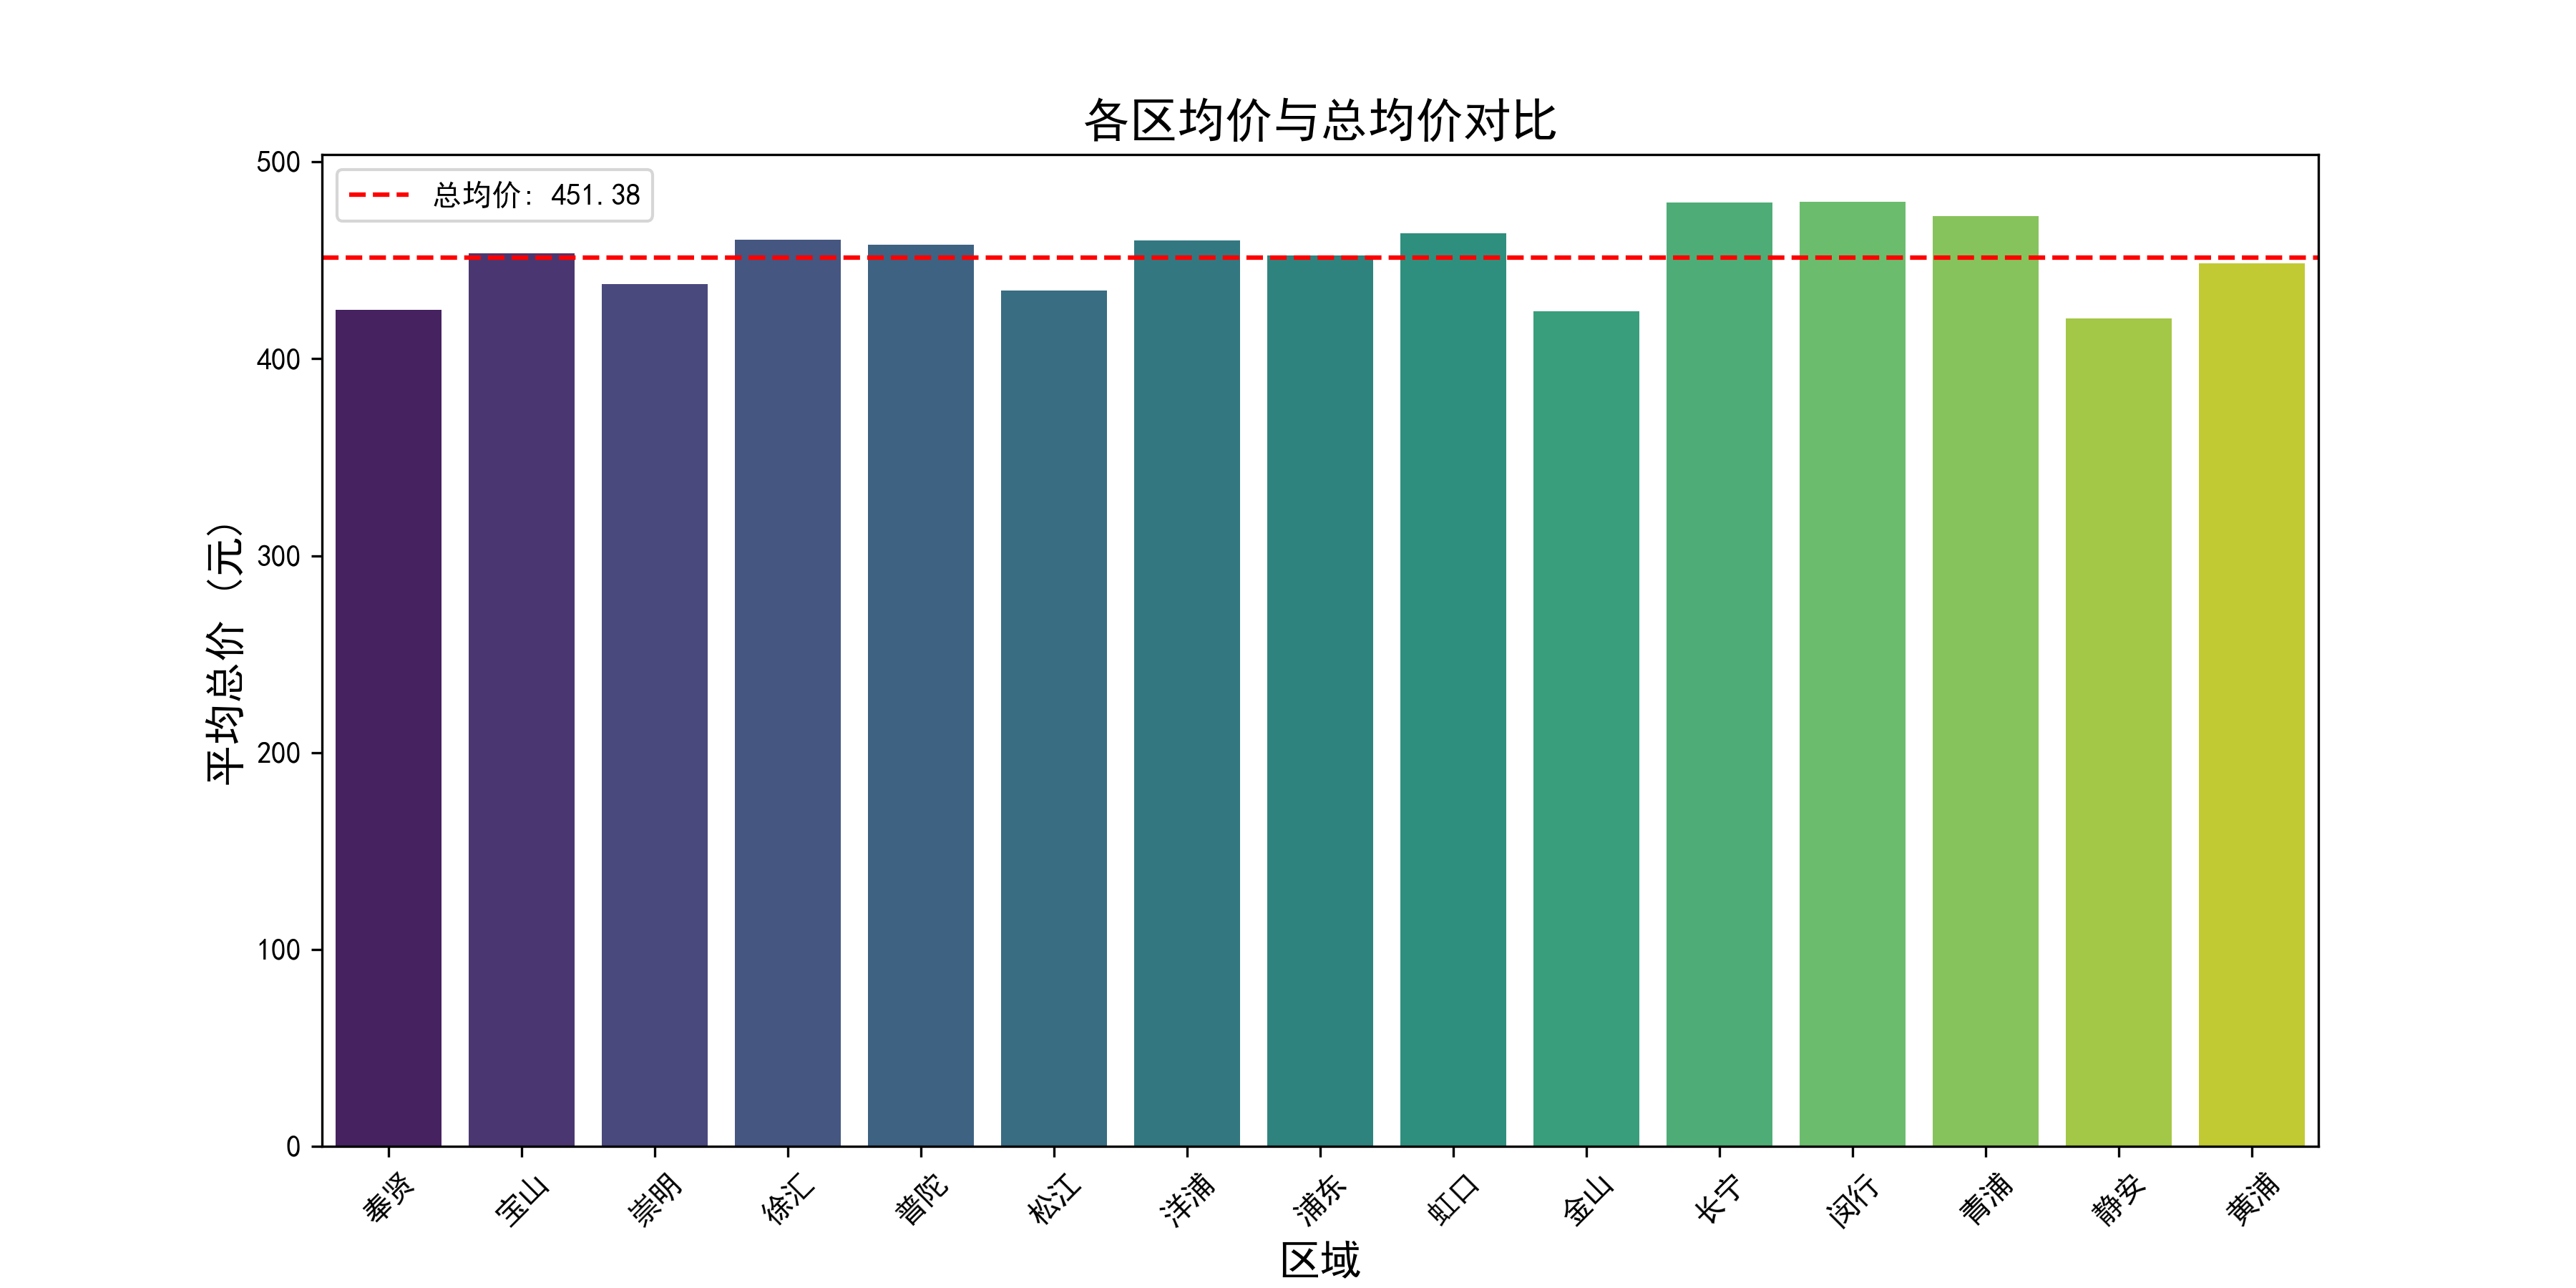 各区均价与总均价对比
总均价: 451.38
平均总价 (元)
500
400
300
200
100
0
奉贤
宝山
崇明
徐汇
普陀
松江
洋浦
浦东
虹口
金山
长宁
闵行
青浦
静安
黄浦
区域